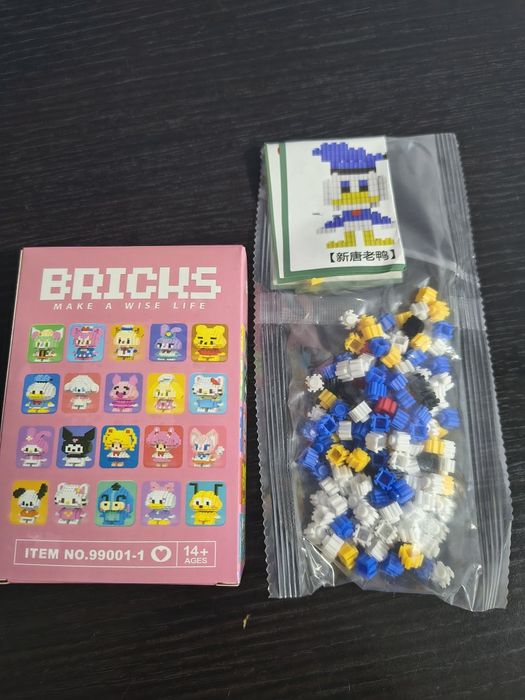 BRICKS
MAKE A WISE LIFE
ITEM NO.99001-1
14+
AGES
【新唐老鸭】